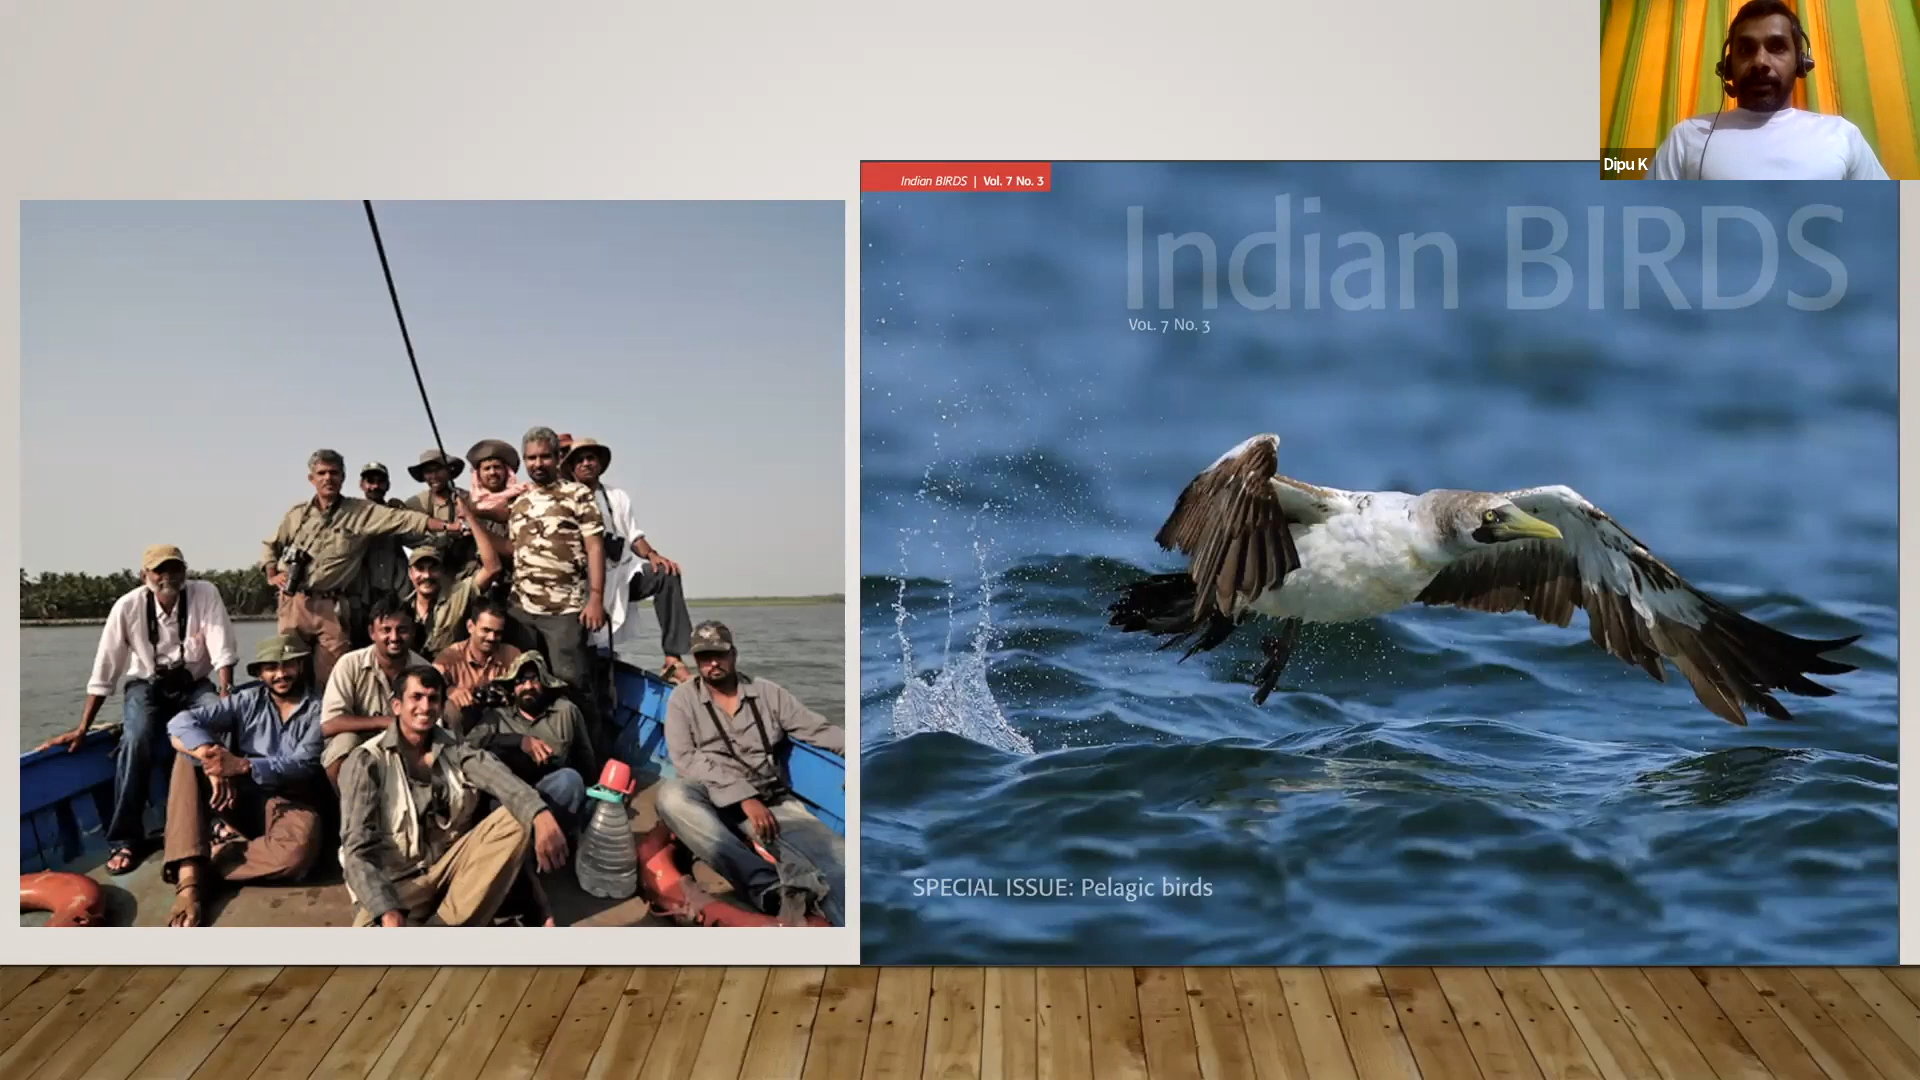 Dipu K
Indian BIRDS | Vol. 7 No. 3
Indian BIRDS
VOL. 7 No. 3
SPECIAL ISSUE: Pelagic birds